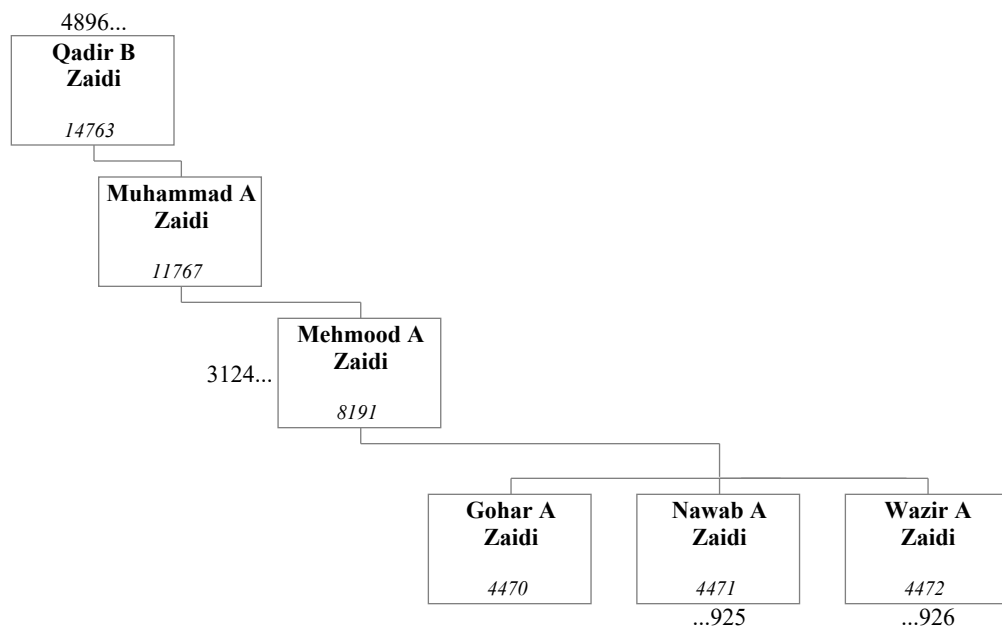 4896...
Qadir B
Zaidi
14763
Muhammad A
Zaidi
11767
Mehmood A
Zaidi
3124...
8191
Gohar A
Zaidi
4470
Nawab A
Zaidi
4471
...925
Wazir A
Zaidi
4472
...926